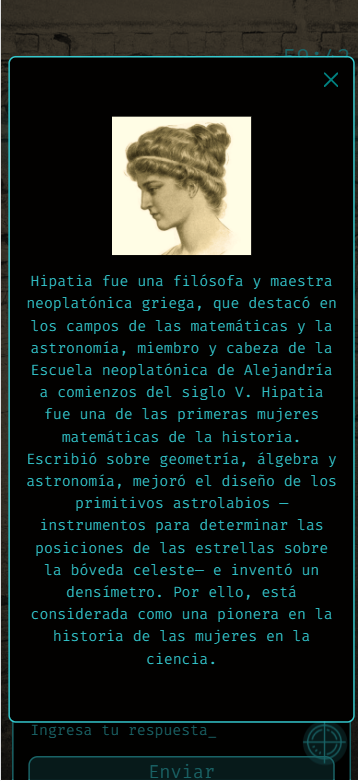 Hipatia fue una filósofa y maestra
neoplatónica griega, que destacó en
los campos de las matemáticas y la
astronomía, miembro y cabeza de la
Escuela neoplatónica de Alejandría
a comienzos del siglo V. Hipatia
fue una de las primeras mujeres
matemáticas de la historia.
Escribió sobre geometría, álgebra y
astronomía, mejoró el diseño de los
primitivos astrolabios —
instrumentos para determinar las
posiciones de las estrellas sobre
la bóveda celeste— e inventó un
densímetro. Por ello, está
considerada como una pionera en la
historia de las mujeres en la
ciencia.
Ingresa tu respuesta_
Enviar